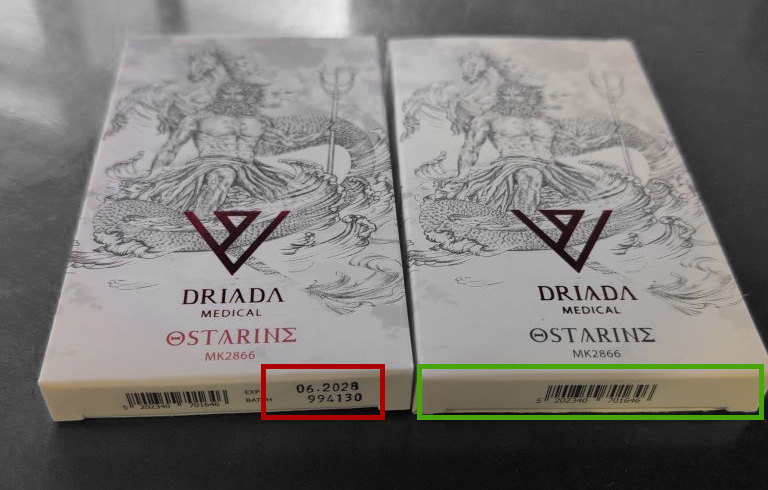 DRIADA
MEDICAL
ΘSTARINΣ
MK2866
5 202340 701646
EXP
06.2028
BATCH
994130
DRIADA
MEDICAL
ΘSTARINΣ
MK2866
5 202340 701646